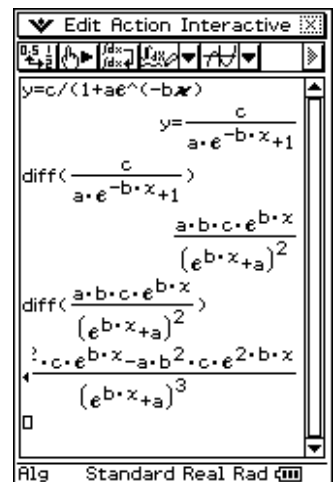 Edit Action Interactive
y=c/(1+ae^(-bx)
y=c/(a·e^(-b·x)+1)
diff(c/(a·e^(-b·x)+1))
a·b·c·e^(b·x)/(e^(b·x)+a)^2
diff(a·b·c·e^(b·x)/(e^(b·x)+a)^2)
²·c·e^(b·x)-a·b^2·c·e^(2·b·x)/(e^(b·x)+a)^3
Alg Standard Real Rad